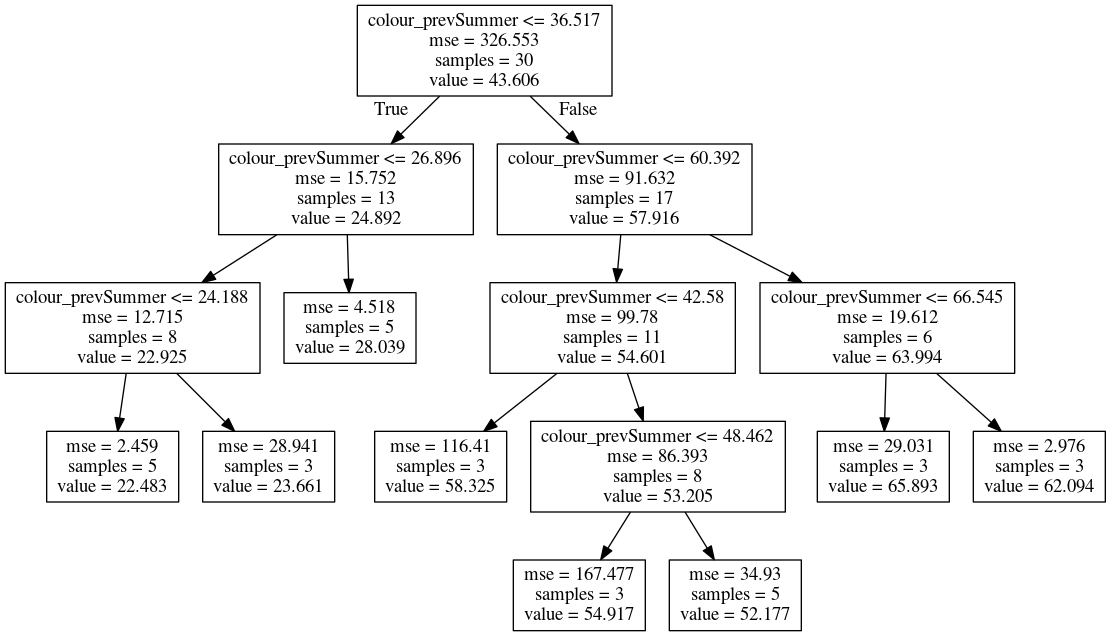 colour_prevSummer <= 36.517
mse = 326.553
samples = 30
value = 43.606
True
False
colour_prevSummer <= 26.896
mse = 15.752
samples = 13
value = 24.892
colour_prevSummer <= 60.392
mse = 91.632
samples = 17
value = 57.916
colour_prevSummer <= 24.188
mse = 12.715
samples = 8
value = 22.925
mse = 4.518
samples = 5
value = 28.039
colour_prevSummer <= 42.58
mse = 99.78
samples = 11
value = 54.601
colour_prevSummer <= 66.545
mse = 19.612
samples = 6
value = 63.994
mse = 2.459
samples = 5
value = 22.483
mse = 28.941
samples = 3
value = 23.661
mse = 116.41
samples = 3
value = 58.325
colour_prevSummer <= 48.462
mse = 86.393
samples = 8
value = 53.205
mse = 29.031
samples = 3
value = 65.893
mse = 2.976
samples = 3
value = 62.094
mse = 167.477
samples = 3
value = 54.917
mse = 34.93
samples = 5
value = 52.177